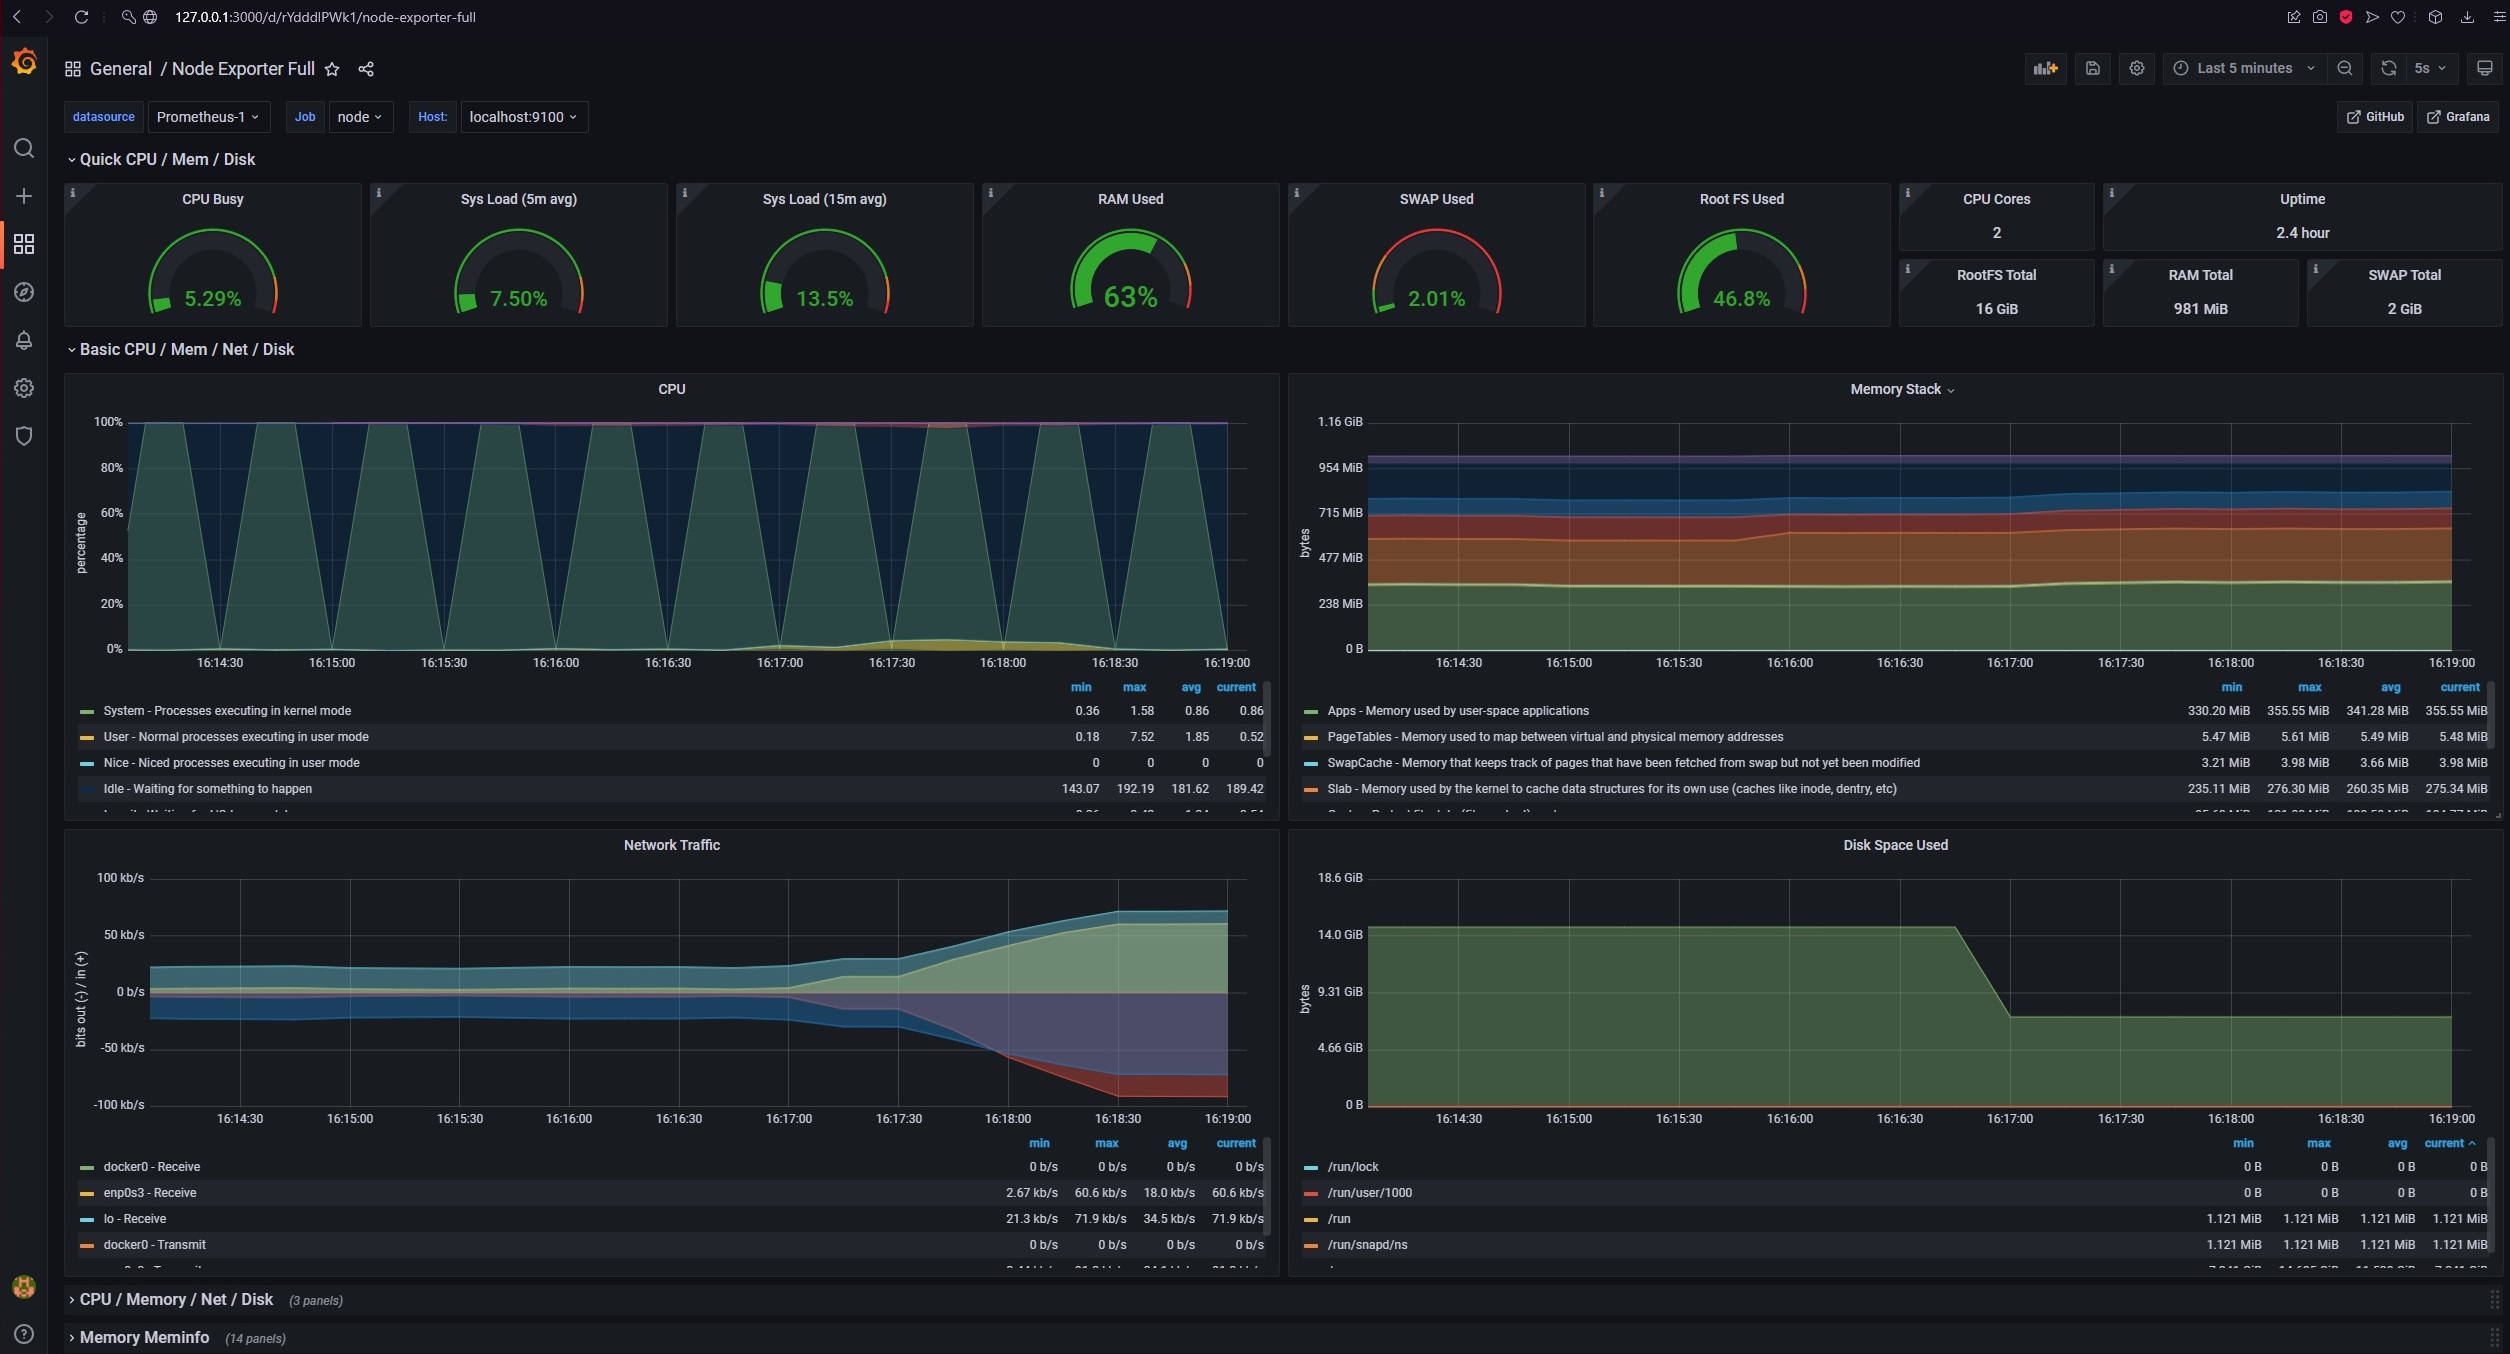 127.0.0.1:3000/d/rYdddlPWk1/node-exporter-full
General / Node Exporter Full
Last 5 minutes
5s
datasource Prometheus-1 Job node Host: localhost:9100
GitHub Grafana
Quick CPU / Mem / Disk
CPU Busy
5.29%
Sys Load (5m avg)
7.50%
Sys Load (15m avg)
13.5%
RAM Used
63%
SWAP Used
2.01%
Root FS Used
46.8%
CPU Cores
2
Uptime
2.4 hour
RootFS Total
16 GiB
RAM Total
981 MiB
SWAP Total
2 GiB
Basic CPU / Mem / Net / Disk
CPU
percentage
100%
80%
60%
40%
20%
0%
16:14:30 16:15:00 16:15:30 16:16:00 16:16:30 16:17:00 16:17:30 16:18:00 16:18:30 16:19:00
min max avg current
System - Processes executing in kernel mode 0.36 1.58 0.86 0.86
User - Normal processes executing in user mode 0.18 7.52 1.85 0.52
Nice - Niced processes executing in user mode 0 0 0 0
Idle - Waiting for something to happen 143.07 192.19 181.62 189.42
Memory Stack
bytes
1.16 GiB
954 MiB
715 MiB
477 MiB
238 MiB
0 B
16:14:30 16:15:00 16:15:30 16:16:00 16:16:30 16:17:00 16:17:30 16:18:00 16:18:30 16:19:00
min max avg current
Apps - Memory used by user-space applications 330.20 MiB 355.55 MiB 341.28 MiB 355.55 MiB
PageTables - Memory used to map between virtual and physical memory addresses 5.47 MiB 5.61 MiB 5.49 MiB 5.48 MiB
SwapCache - Memory that keeps track of pages that have been fetched from swap but not yet been modified 3.21 MiB 3.98 MiB 3.66 MiB 3.98 MiB
Slab - Memory used by the kernel to cache data structures for its own use (caches like inode, dentry, etc) 235.11 MiB 276.30 MiB 260.35 MiB 275.34 MiB
Network Traffic
bits out (-) / in (+)
100 kb/s
50 kb/s
0 b/s
-50 kb/s
-100 kb/s
16:14:30 16:15:00 16:15:30 16:16:00 16:16:30 16:17:00 16:17:30 16:18:00 16:18:30 16:19:00
min max avg current
docker0 - Receive 0 b/s 0 b/s 0 b/s 0 b/s
enp0s3 - Receive 2.67 kb/s 60.6 kb/s 18.0 kb/s 60.6 kb/s
lo - Receive 21.3 kb/s 71.9 kb/s 34.5 kb/s 71.9 kb/s
docker0 - Transmit 0 b/s 0 b/s 0 b/s 0 b/s
Disk Space Used
bytes
18.6 GiB
14.0 GiB
9.31 GiB
4.66 GiB
0 B
16:14:30 16:15:00 16:15:30 16:16:00 16:16:30 16:17:00 16:17:30 16:18:00 16:18:30 16:19:00
min max avg current
/run/lock 0 B 0 B 0 B 0 B
/run/user/1000 0 B 0 B 0 B 0 B
/run 1.121 MiB 1.121 MiB 1.121 MiB 1.121 MiB
/run/snapd/ns 1.121 MiB 1.121 MiB 1.121 MiB 1.121 MiB
CPU / Memory / Net / Disk (3 panels)
Memory Meminfo (14 panels)